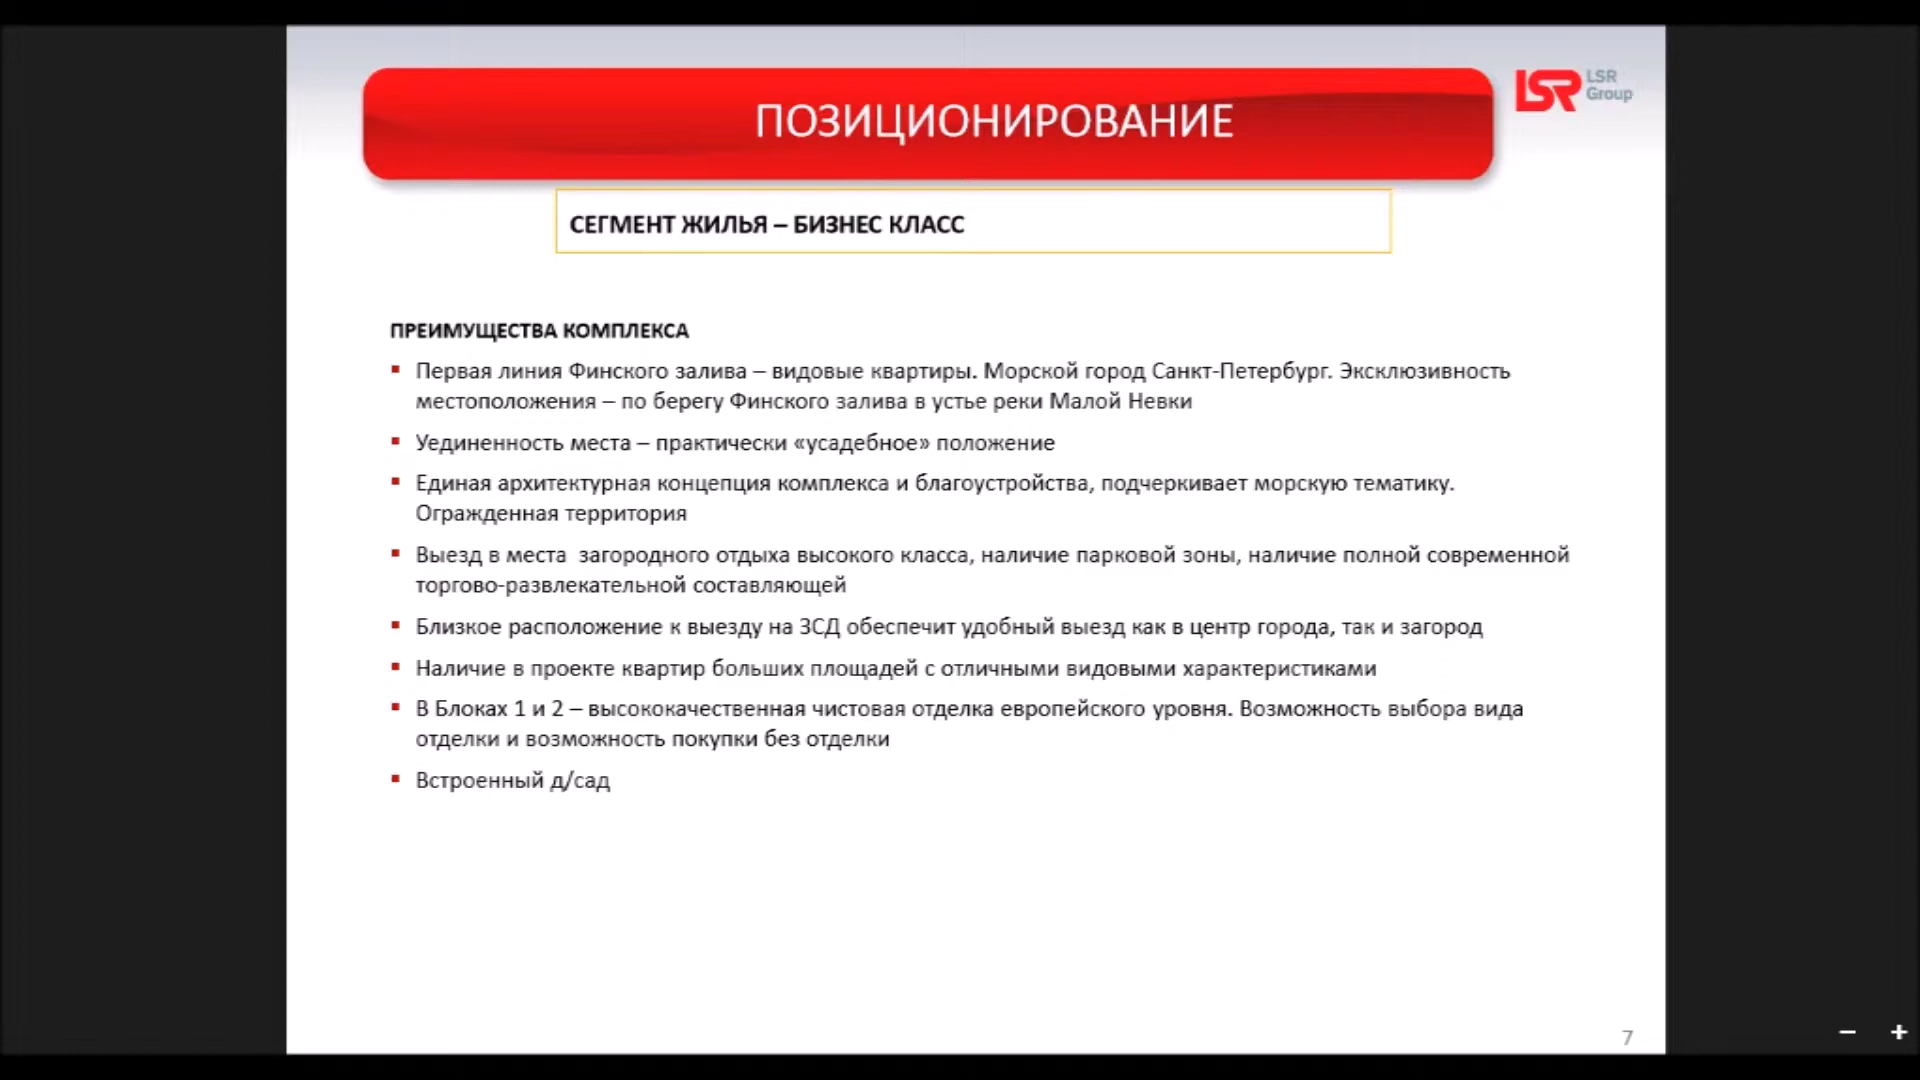 ПОЗИЦИОНИРОВАНИЕ
LSR
LSR
Group
СЕГМЕНТ ЖИЛЬЯ – БИЗНЕС КЛАСС
ПРЕИМУЩЕСТВА КОМПЛЕКСА
▪ Первая линия Финского залива – видовые квартиры. Морской город Санкт-Петербург. Эксклюзивность
местоположения – по берегу Финского залива в устье реки Малой Невки
▪ Уединенность места – практически «усадебное» положение
▪ Единая архитектурная концепция комплекса и благоустройства, подчеркивает морскую тематику.
Огражденная территория
▪ Выезд в места загородного отдыха высокого класса, наличие парковой зоны, наличие полной современной
торгово-развлекательной составляющей
▪ Близкое расположение к выезду на ЗСД обеспечит удобный выезд как в центр города, так и загород
▪ Наличие в проекте квартир больших площадей с отличными видовыми характеристиками
▪ В Блоках 1 и 2 – высококачественная чистовая отделка европейского уровня. Возможность выбора вида
отделки и возможность покупки без отделки
▪ Встроенный д/сад
7